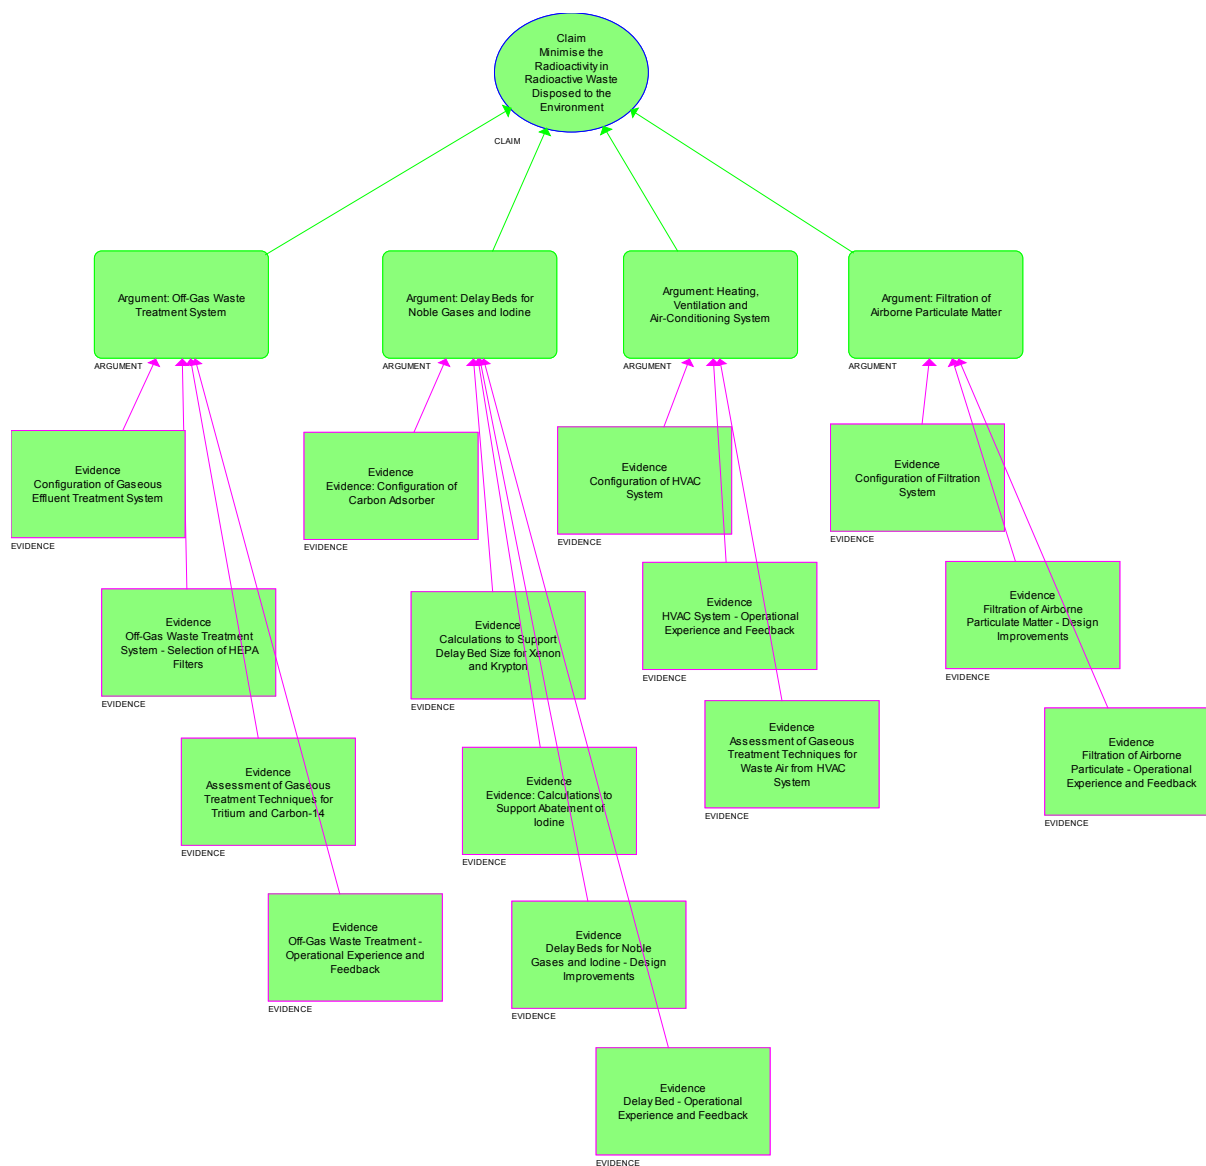 Claim
Minimise the
Radioactivity in
Radioactive Waste
Disposed to the
Environment
CLAIM
Argument: Off-Gas Waste
Treatment System
ARGUMENT
Argument: Delay Beds for
Noble Gases and Iodine
ARGUMENT
Argument: Heating,
Ventilation and
Air-Conditioning System
ARGUMENT
Argument: Filtration of
Airborne Particulate Matter
ARGUMENT
Evidence
Configuration of Gaseous
Effluent Treatment System
EVIDENCE
Evidence
Evidence: Configuration of
Carbon Adsorber
EVIDENCE
Evidence
Configuration of HVAC
System
EVIDENCE
Evidence
Configuration of Filtration
System
EVIDENCE
Evidence
Off-Gas Waste Treatment
System - Selection of HEPA
Filters
EVIDENCE
Evidence
Calculations to Support
Delay Bed Size for Xenon
and Krypton
EVIDENCE
Evidence
HVAC System - Operational
Experience and Feedback
EVIDENCE
Evidence
Filtration of Airborne
Particulate Matter - Design
Improvements
EVIDENCE
Evidence
Assessment of Gaseous
Treatment Techniques for
Tritium and Carbon-14
EVIDENCE
Evidence
Evidence: Calculations to
Support Abatement of
Iodine
EVIDENCE
Evidence
Assessment of Gaseous
Treatment Techniques for
Waste Air from HVAC
System
EVIDENCE
Evidence
Filtration of Airborne
Particulate - Operational
Experience and Feedback
EVIDENCE
Evidence
Off-Gas Waste Treatment -
Operational Experience and
Feedback
EVIDENCE
Evidence
Delay Beds for Noble
Gases and Iodine - Design
Improvements
EVIDENCE
Evidence
Delay Bed - Operational
Experience and Feedback
EVIDENCE